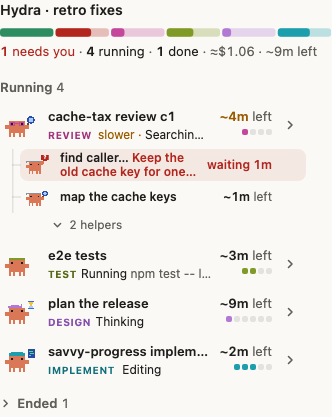 Hydra · retro fixes
1 needs you · 4 running · 1 done · ≈$1.06 · ~9m left
Running 4
cache-tax review c1
~4m left
REVIEW slower · Searchin...
find caller... Keep the
old cache key for one...
waiting 1m
map the cache keys
~1m left
2 helpers
e2e tests
~3m left
TEST Running npm test -- l...
plan the release
~9m left
DESIGN Thinking
savvy-progress implem...
~2m left
IMPLEMENT Editing
Ended 1